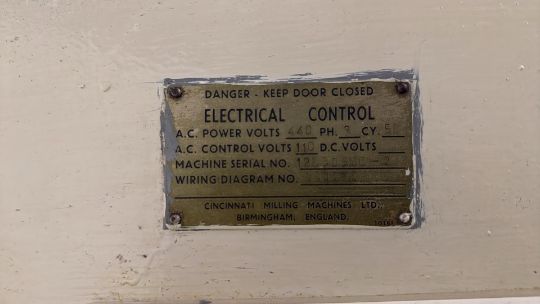 DANGER - KEEP DOOR CLOSED
ELECTRICAL CONTROL
A.C. POWER VOLTS 440 PH. 3 CY.
A.C. CONTROL VOLTS 110 D.C. VOLTS
MACHINE SERIAL NO.
WIRING DIAGRAM NO.
CINCINNATI MILLING MACHINES LTD.
BIRMINGHAM, ENGLAND.